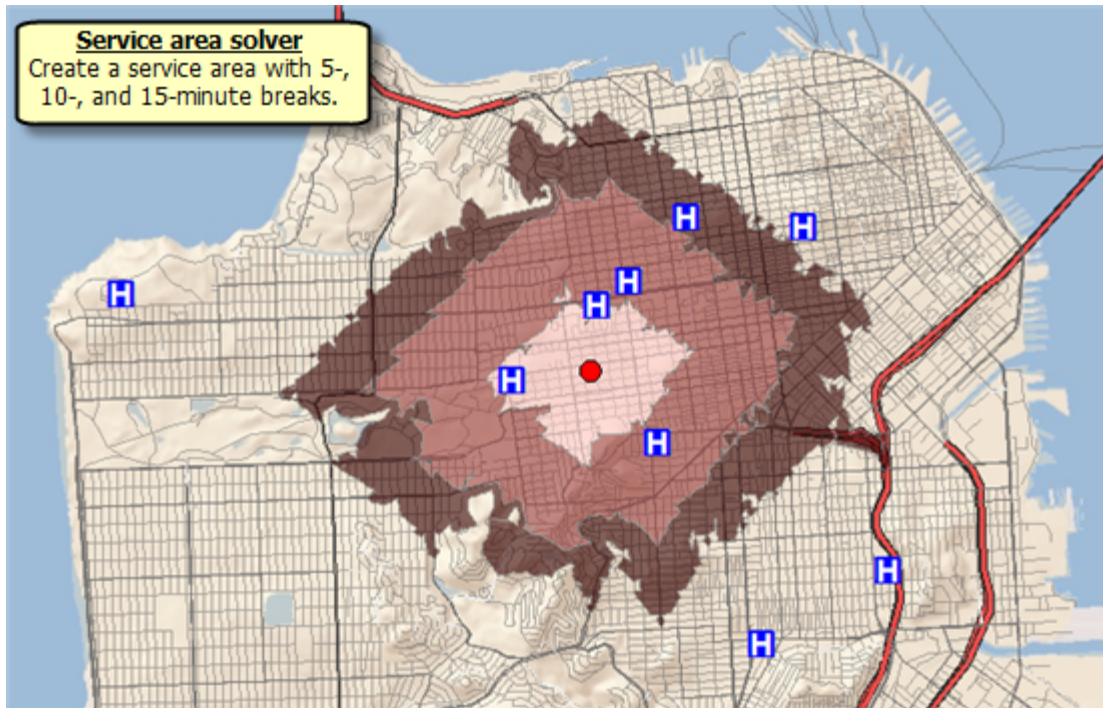 Service area solver
Create a service area with 5-,
10-, and 15-minute breaks.
H
H
H
H
H
H
H
H
H